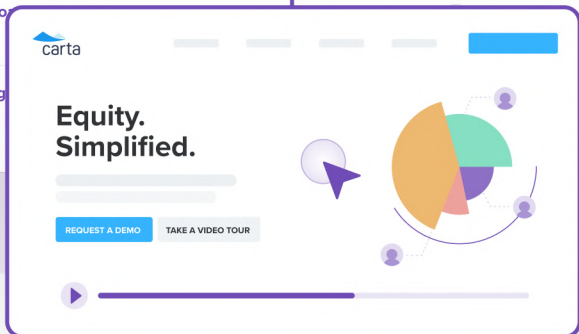 carta
Equity.
Simplified.
REQUEST A DEMO
TAKE A VIDEO TOUR